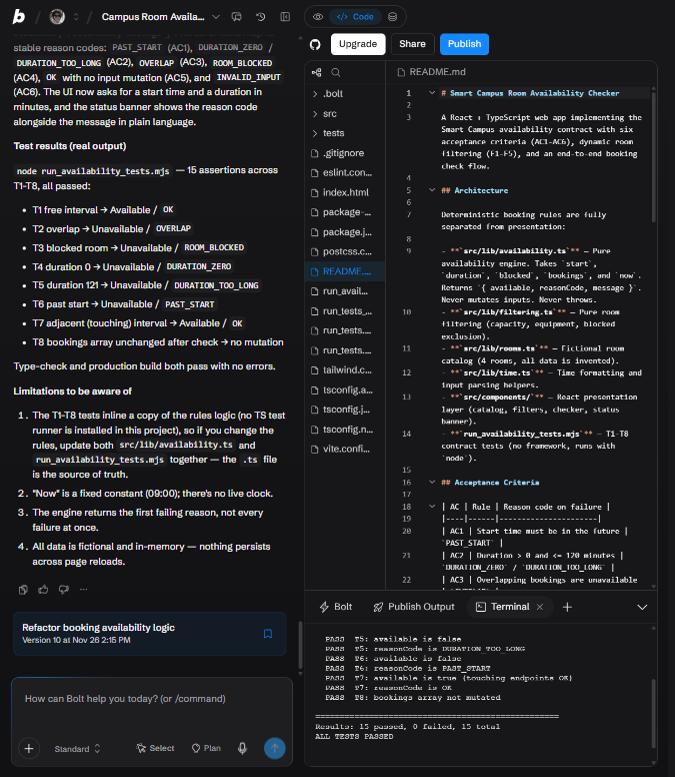 Campus Room Availa...
stable reason codes: PAST_START (AC1), DURATION_ZERO /
DURATION_TOO_LONG (AC2), OVERLAP (AC3), ROOM_BLOCKED
(AC4), OK with no input mutation (AC5), and INVALID_INPUT
(AC6). The UI now asks for a start time and a duration in
minutes, and the status banner shows the reason code
alongside the message in plain language.
Test results (real output)
node run_availability_tests.mjs — 15 assertions across
T1-T8, all passed:
• T1 free interval → Available / OK
• T2 overlap → Unavailable / OVERLAP
• T3 blocked room → Unavailable / ROOM_BLOCKED
• T4 duration 0 → Unavailable / DURATION_ZERO
• T5 duration 121 → Unavailable / DURATION_TOO_LONG
• T6 past start → Unavailable / PAST_START
• T7 adjacent (touching) interval → Available / OK
• T8 bookings array unchanged after check → no mutation
Type-check and production build both pass with no errors.
Limitations to be aware of
1. The T1-T8 tests inline a copy of the rules logic (no TS test
runner is installed in this project), so if you change the
rules, update both src/lib/availability.ts and
run_availability_tests.mjs together — the .ts file
is the source of truth.
2. "Now" is a fixed constant (09:00); there's no live clock.
3. The engine returns the first failing reason, not every
failure at once.
4. All data is fictional and in-memory — nothing persists
across page reloads.
Refactor booking availability logic
Version 10 at Nov 26 2:15 PM
How can Bolt help you today? (or /command)
Standard
Select
Plan
Code
Upgrade
Share
Publish
.bolt
src
tests
.gitignore
eslint.con...
index.html
package-...
package.j...
postcss.c...
README....
run_avail...
run_tests_...
run_tests....
run_tests....
tailwind.c...
tsconfig.a...
tsconfig.j...
tsconfig.n...
vite.confi...
README.md
1 # Smart Campus Room Availability Checker
2
3 A React + TypeScript web app implementing the
Smart Campus availability contract with six
acceptance criteria (AC1-AC6), dynamic room
filtering (F1-F5), and an end-to-end booking
check flow.
4
5 ## Architecture
6
7 Deterministic booking rules are fully
separated from presentation:
8
9 - **`src/lib/availability.ts`** — Pure
availability engine. Takes `start`,
`duration`, `blocked`, `bookings`, and `now`.
Returns `{ available, reasonCode, message }`.
Never mutates inputs. Never throws.
10 - **`src/lib/filtering.ts`** — Pure room
filtering (capacity, equipment, blocked
exclusion).
11 - **`src/lib/rooms.ts`** — Fictional room
catalog (4 rooms, all data is invented).
12 - **`src/lib/time.ts`** — Time formatting and
input parsing helpers.
13 - **`src/components/`** — React presentation
layer (catalog, filters, checker, status
banner).
14 - **`run_availability_tests.mjs`** — T1-T8
contract tests (no framework, runs with
`node`).
15
16 ## Acceptance Criteria
17
18 | AC | Rule | Reason code on failure |
19 |----|------|---------------------|
20 | AC1 | Start time must be in the future |
`PAST_START` |
21 | AC2 | Duration > 0 and <= 120 minutes |
`DURATION_ZERO` / `DURATION_TOO_LONG` |
22 | AC3 | Overlapping bookings are unavailable
Bolt
Publish Output
Terminal
PASS T5: available is false
PASS T5: reasonCode is DURATION_TOO_LONG
PASS T6: available is false
PASS T6: reasonCode is PAST_START
PASS T7: available is true (touching endpoints OK)
PASS T7: reasonCode is OK
PASS T8: bookings array not mutated
Results: 15 passed, 0 failed, 15 total
ALL TESTS PASSED